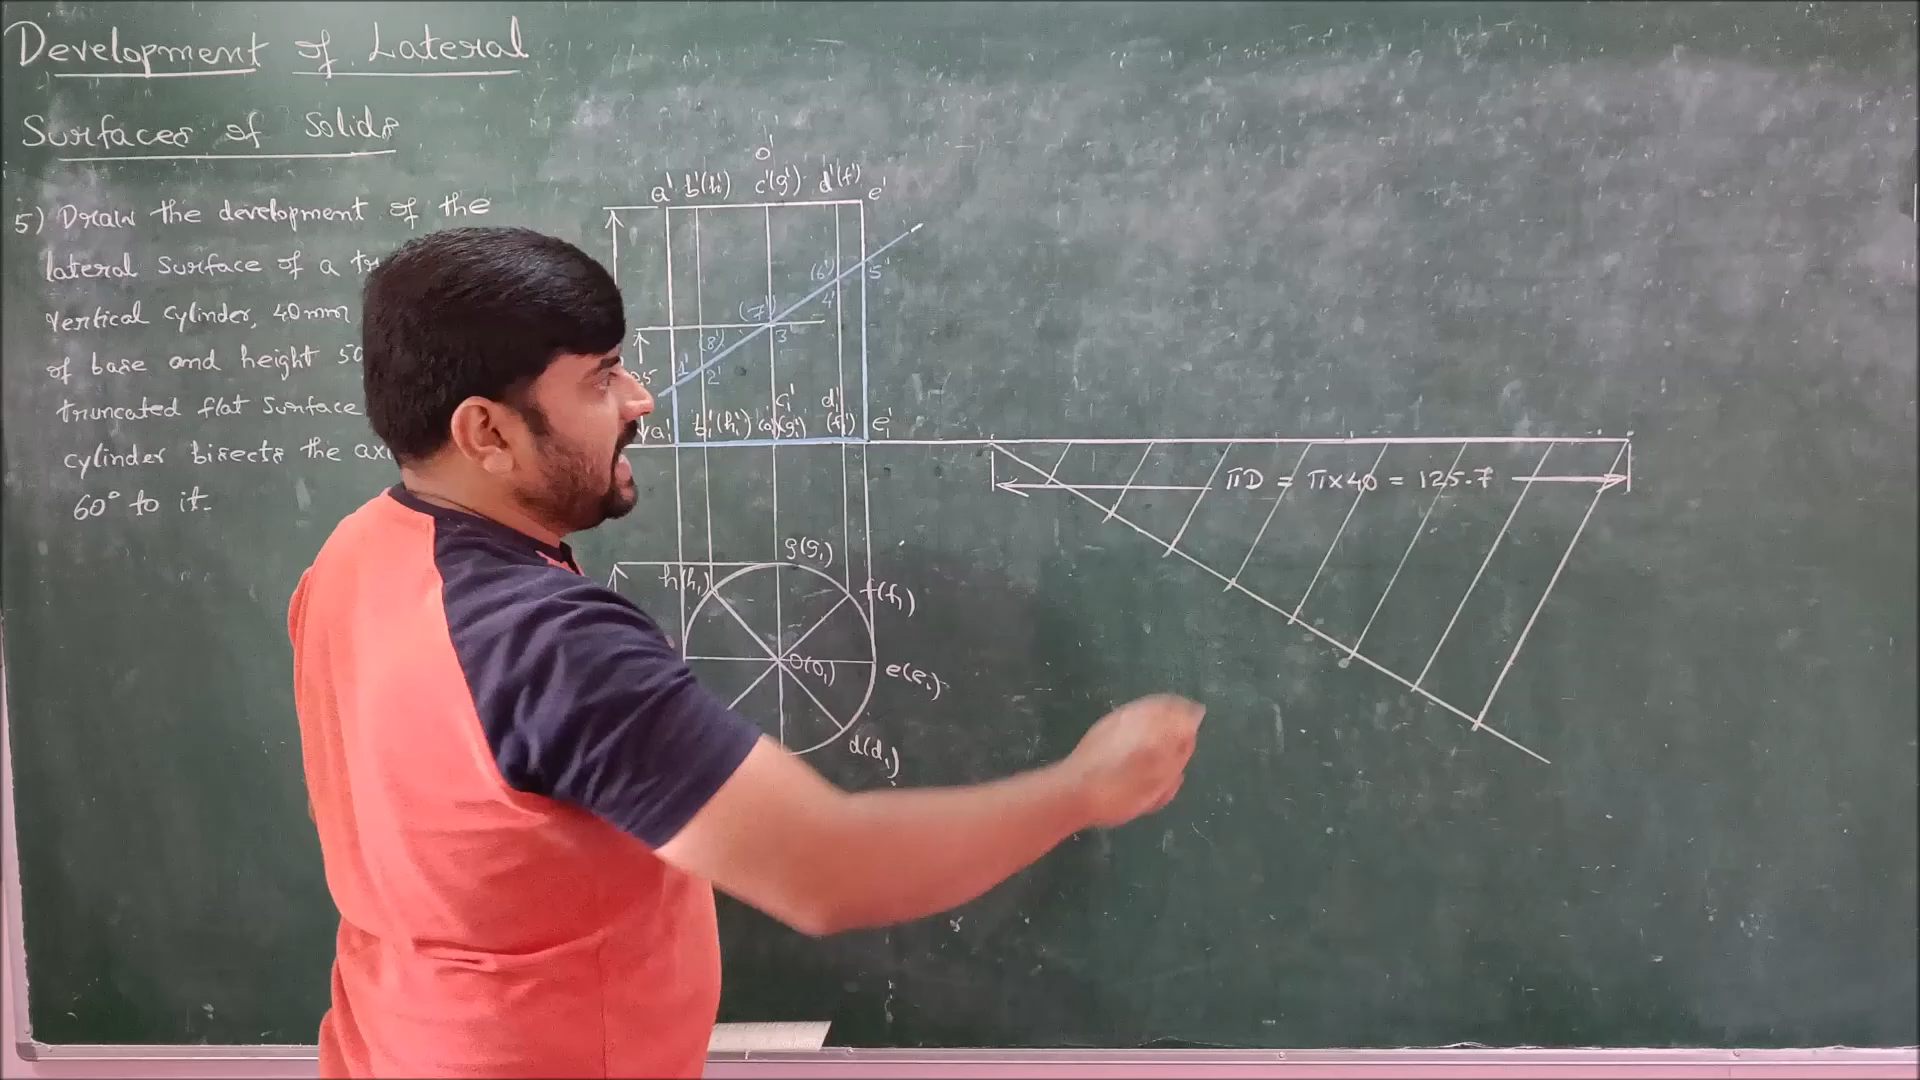 Development of Lateral
Surfaces of Solids
5) Draw the development of the
lateral surface of a
vertical cylinder, 40mm
of base and height 50
truncated flat surface
cylinder bisects the
60° to it.
o'
a' b'(h') c'(g') d'(f') e'
(6') 5'
4'
(7')
3
(8')
1' 2'
a₁' b₁'(h₁') c₁' (o₁')(g₁') d₁' (f₁') e₁'
πD = π×40 = 125.7
g(g₁)
h(h₁) f(f₁)
o(o₁) e(e₁)
d(d₁)